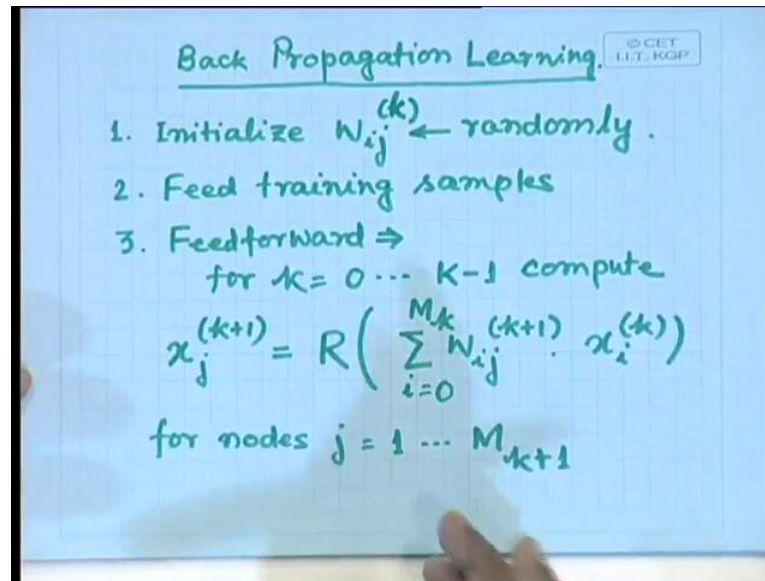 Back Propagation Learning.
© CET
I.I.T. KGP
1. Initialize W_ij^(k) ← randomly.
2. Feed training samples
3. Feedforward ⇒
for k = 0 ... K-1 compute
x_j^(k+1) = R ( Σ_{i=0}^{M_k} W_ij^(k+1) . x_i^(k) )
for nodes j = 1 ... M_k+1